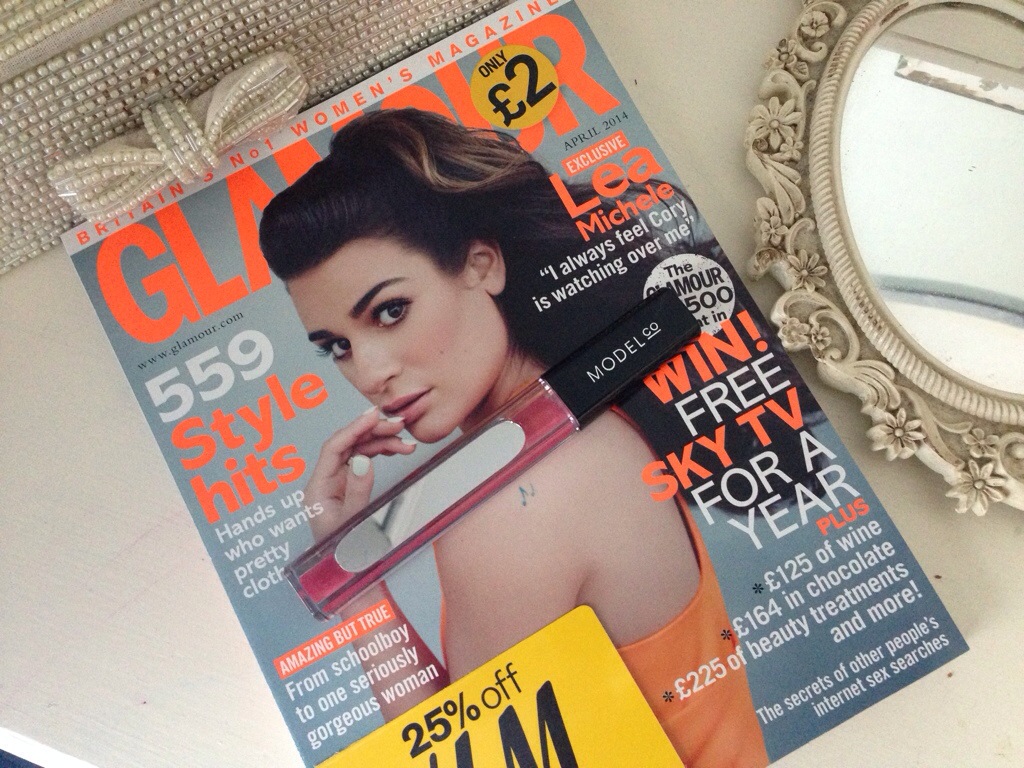 BRITAIN'S No1 WOMEN'S MAGAZINE
GLAMOUR
ONLY
£2
APRIL 2014
www.glamour.com
EXCLUSIVE
Lea
Michele
"I always feel Cory
is watching over me"
559
Style
hits
Hands up
who wants
pretty
The
GLAMOUR
500
in
MODELCO
WIN!
FREE
SKY TV
FOR A
YEAR
PLUS
*£125 of wine
*£164 in chocolate
*£225 of beauty treatments
and more!
The secrets of other people's
internet sex searches
AMAZING BUT TRUE
From schoolboy
to one seriously
gorgeous woman
25% off